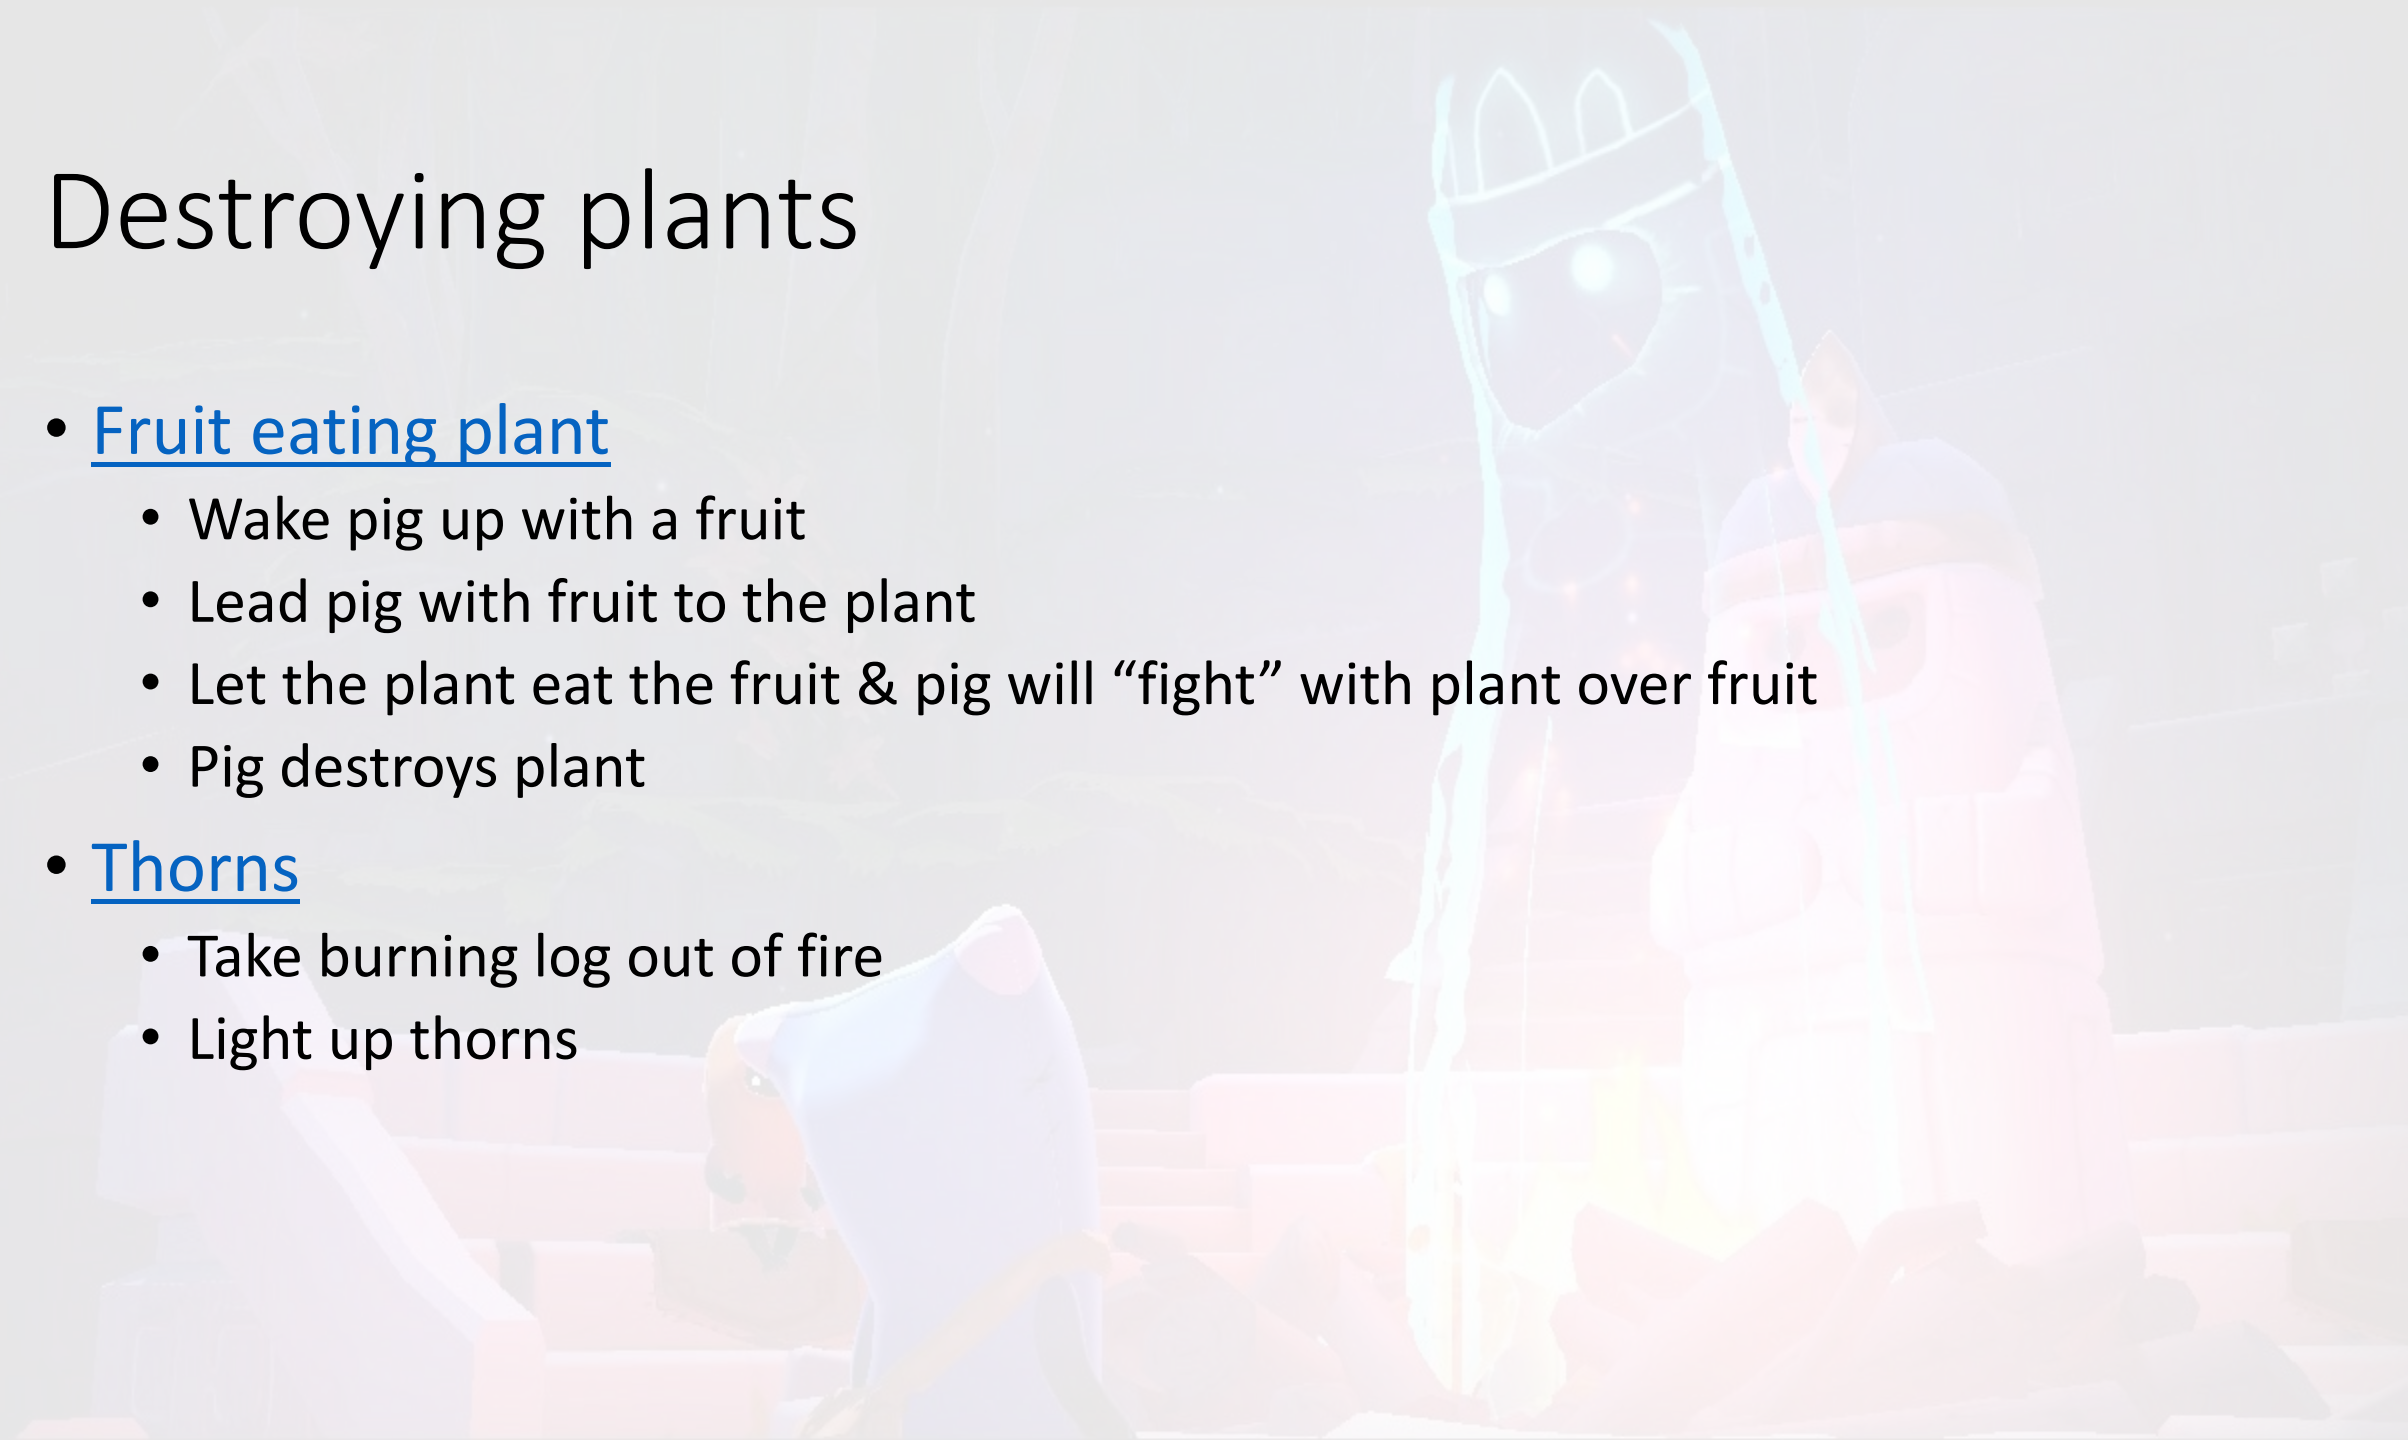 Destroying plants
• Fruit eating plant
• Wake pig up with a fruit
• Lead pig with fruit to the plant
• Let the plant eat the fruit & pig will “fight” with plant over fruit
• Pig destroys plant
• Thorns
• Take burning log out of fire
• Light up thorns